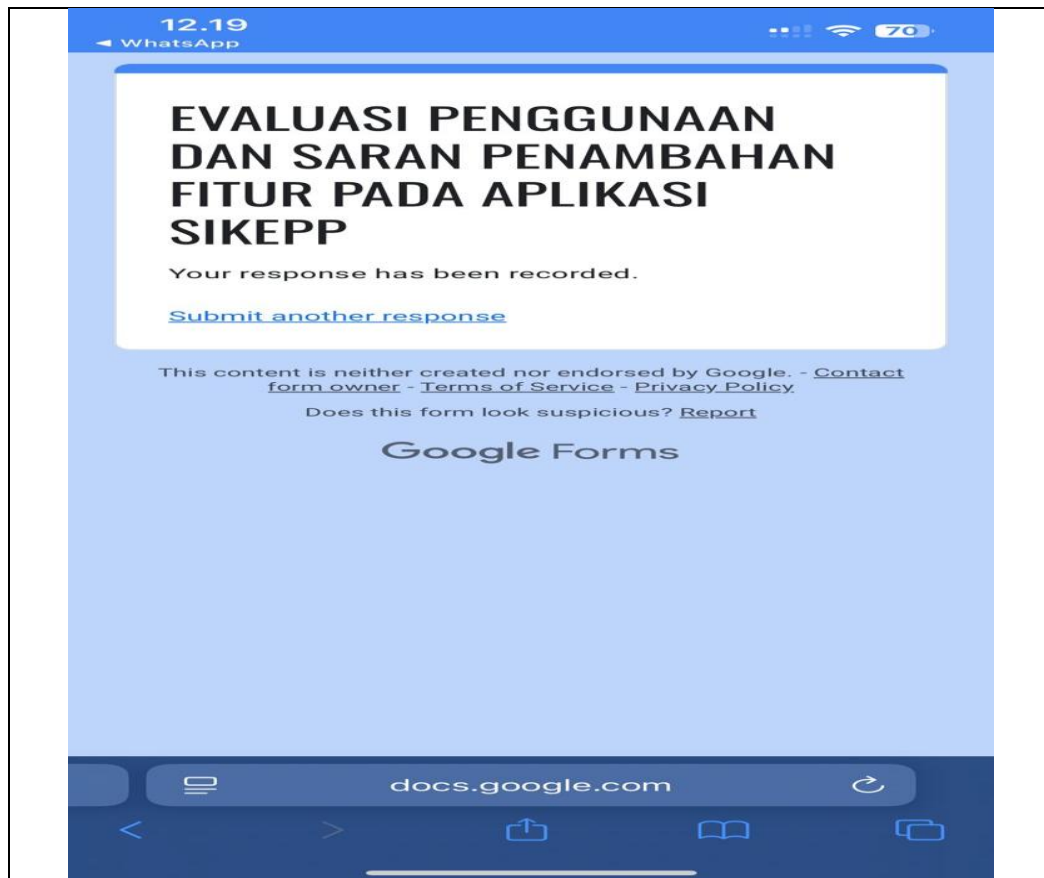 12.19
◄ WhatsApp
70
EVALUASI PENGGUNAAN
DAN SARAN PENAMBAHAN
FITUR PADA APLIKASI
SIKEPP
Your response has been recorded.
Submit another response
This content is neither created nor endorsed by Google. - Contact
form owner - Terms of Service - Privacy Policy
Does this form look suspicious? Report
Google Forms
docs.google.com